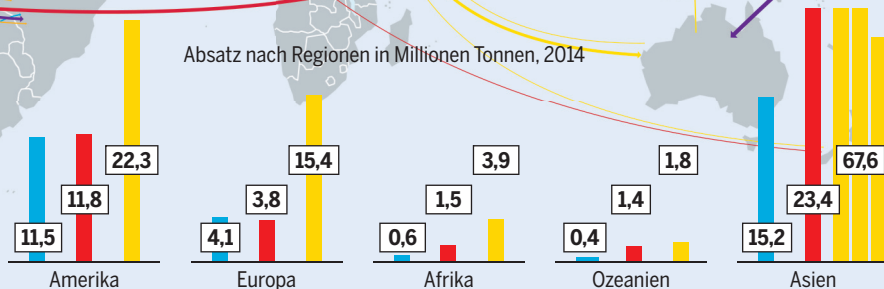 Absatz nach Regionen in Millionen Tonnen, 2014
11,5
11,8
22,3
Amerika
4,1
3,8
15,4
Europa
0,6
1,5
3,9
Afrika
0,4
1,4
1,8
Ozeanien
15,2
23,4
67,6
Asien